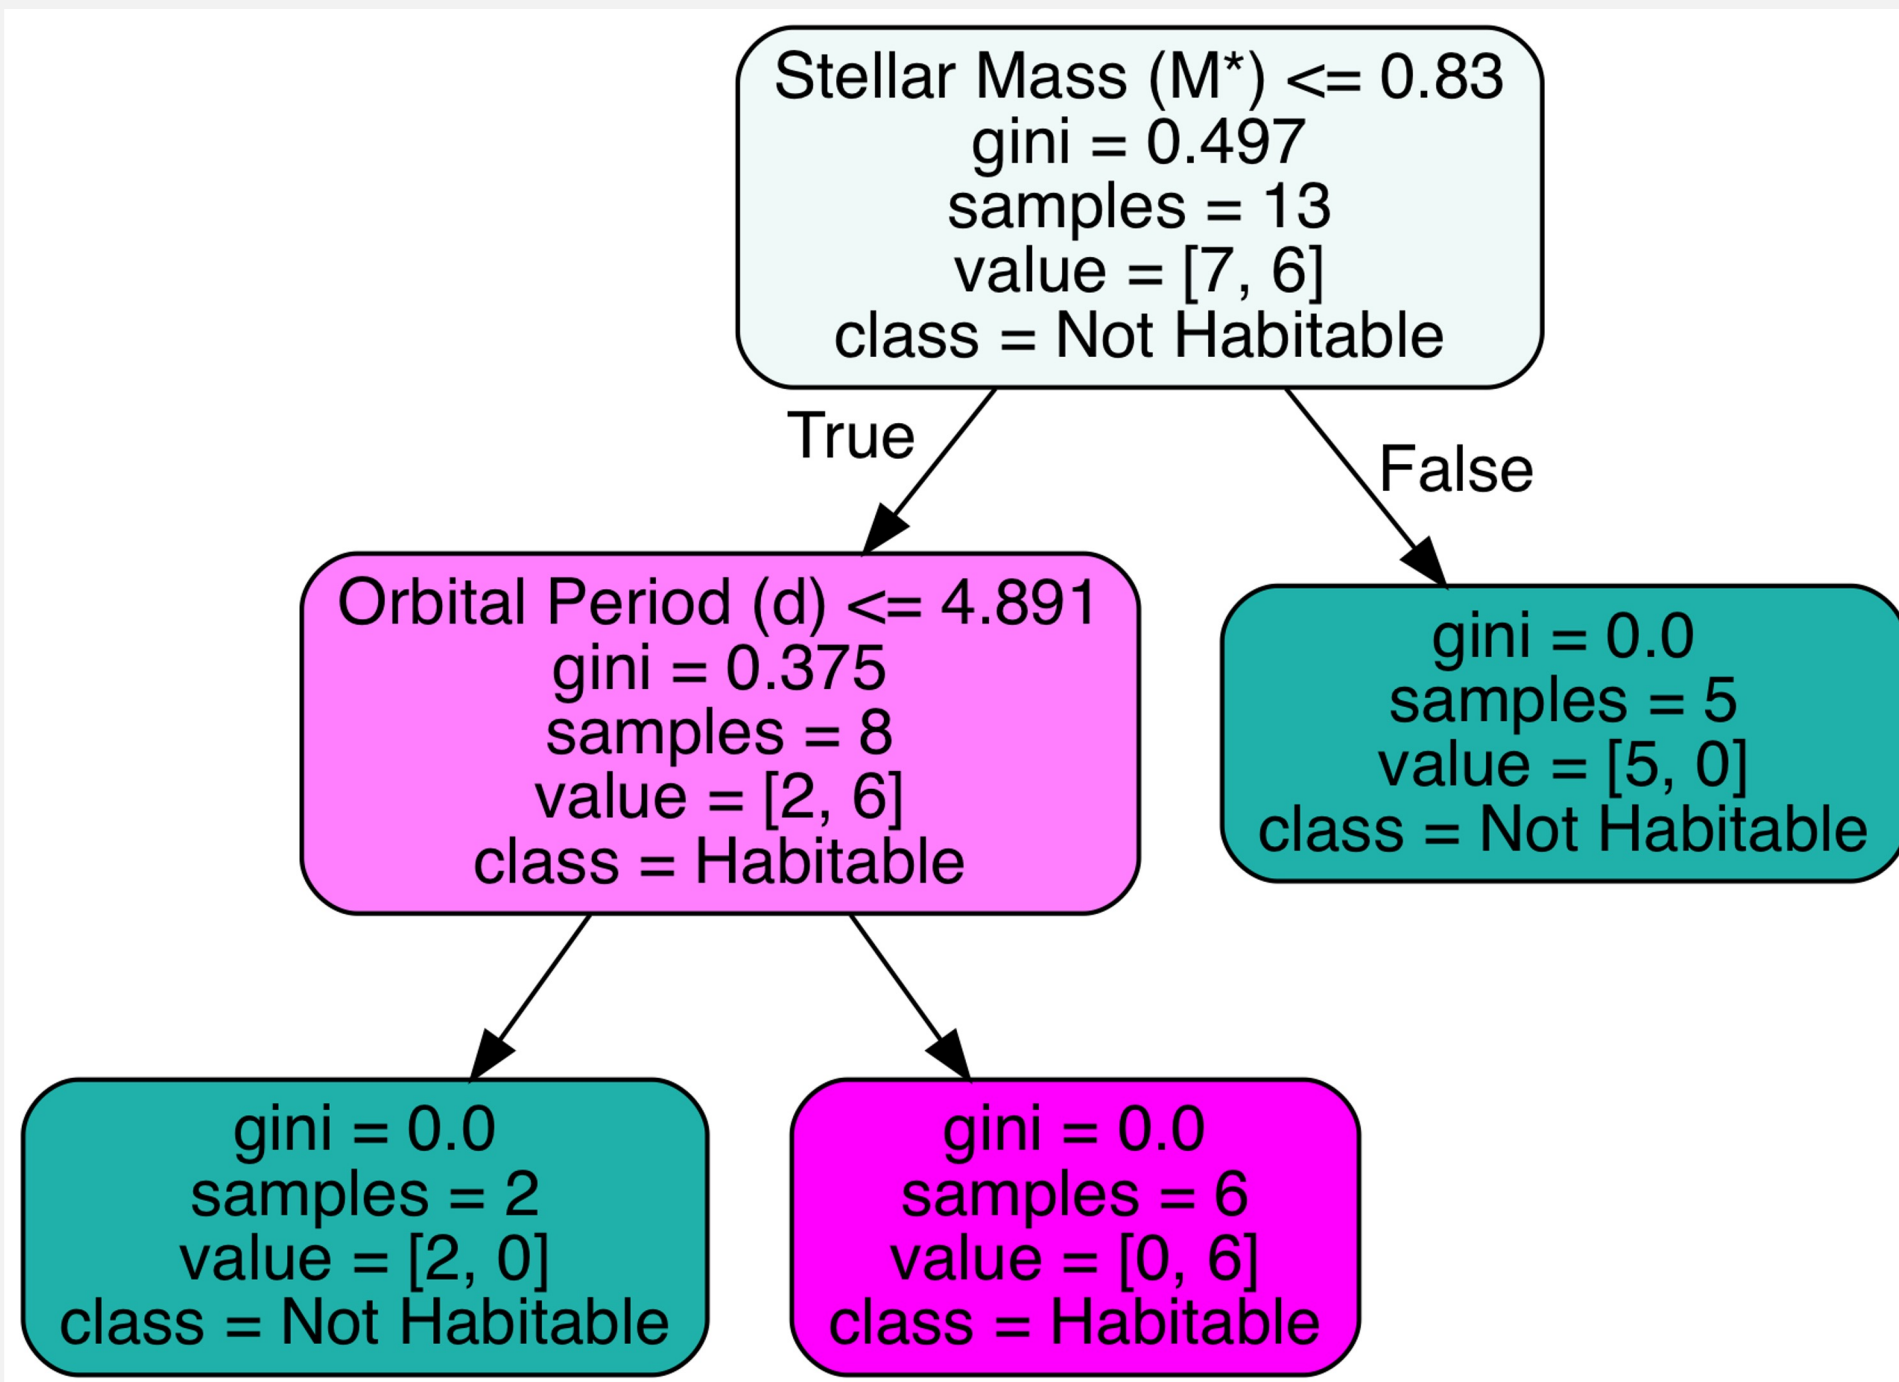 Stellar Mass (M*) <= 0.83
gini = 0.497
samples = 13
value = [7, 6]
class = Not Habitable
True
False
Orbital Period (d) <= 4.891
gini = 0.375
samples = 8
value = [2, 6]
class = Habitable
gini = 0.0
samples = 5
value = [5, 0]
class = Not Habitable
gini = 0.0
samples = 2
value = [2, 0]
class = Not Habitable
gini = 0.0
samples = 6
value = [0, 6]
class = Habitable